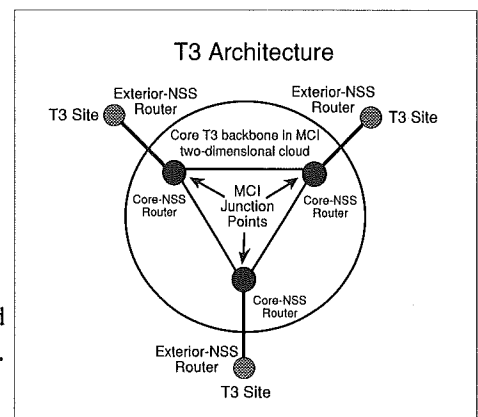 T3 Architecture
Exterior-NSS
Router
Exterior-NSS
Router
T3 Site
T3 Site
Core T3 backbone in MCI
two-dimensional cloud
MCI
Junction
Points
Core-NSS
Router
Core-NSS
Router
Core-NSS
Router
Exterior-NSS
Router
T3 Site